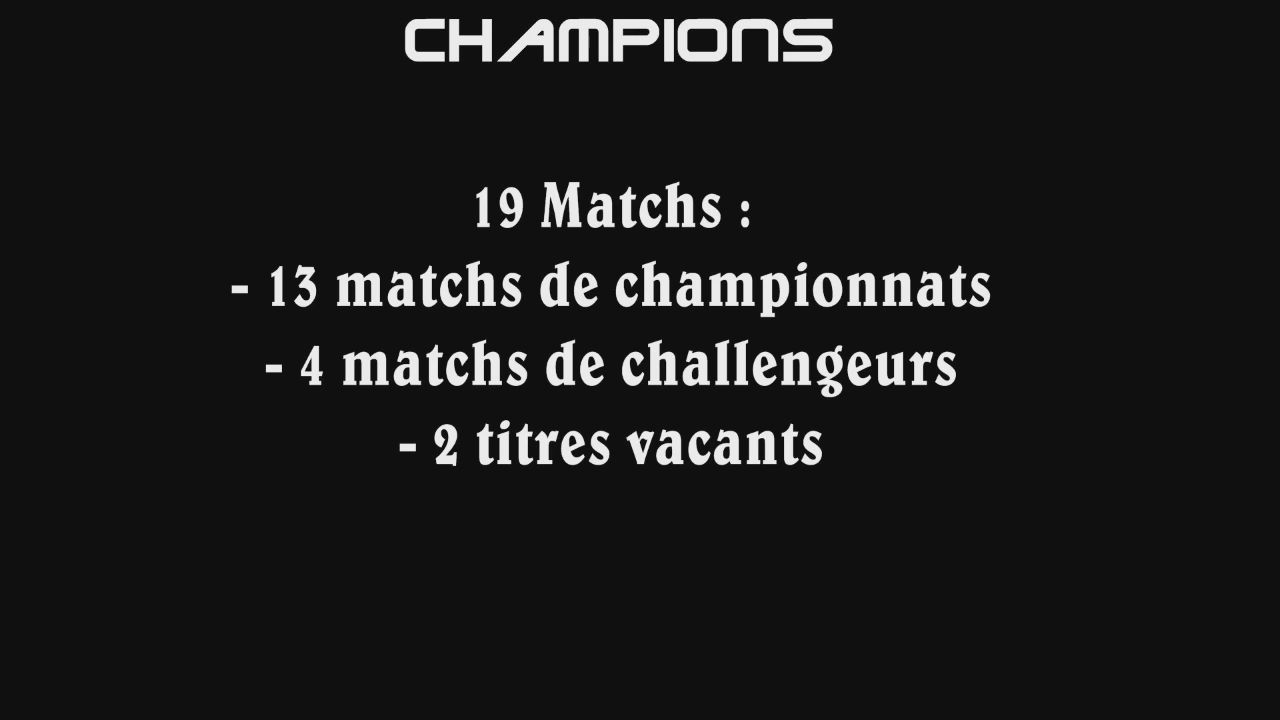 CHAMPIONS
19 Matchs :
- 13 matchs de championnats
- 4 matchs de challengeurs
- 2 titres vacants